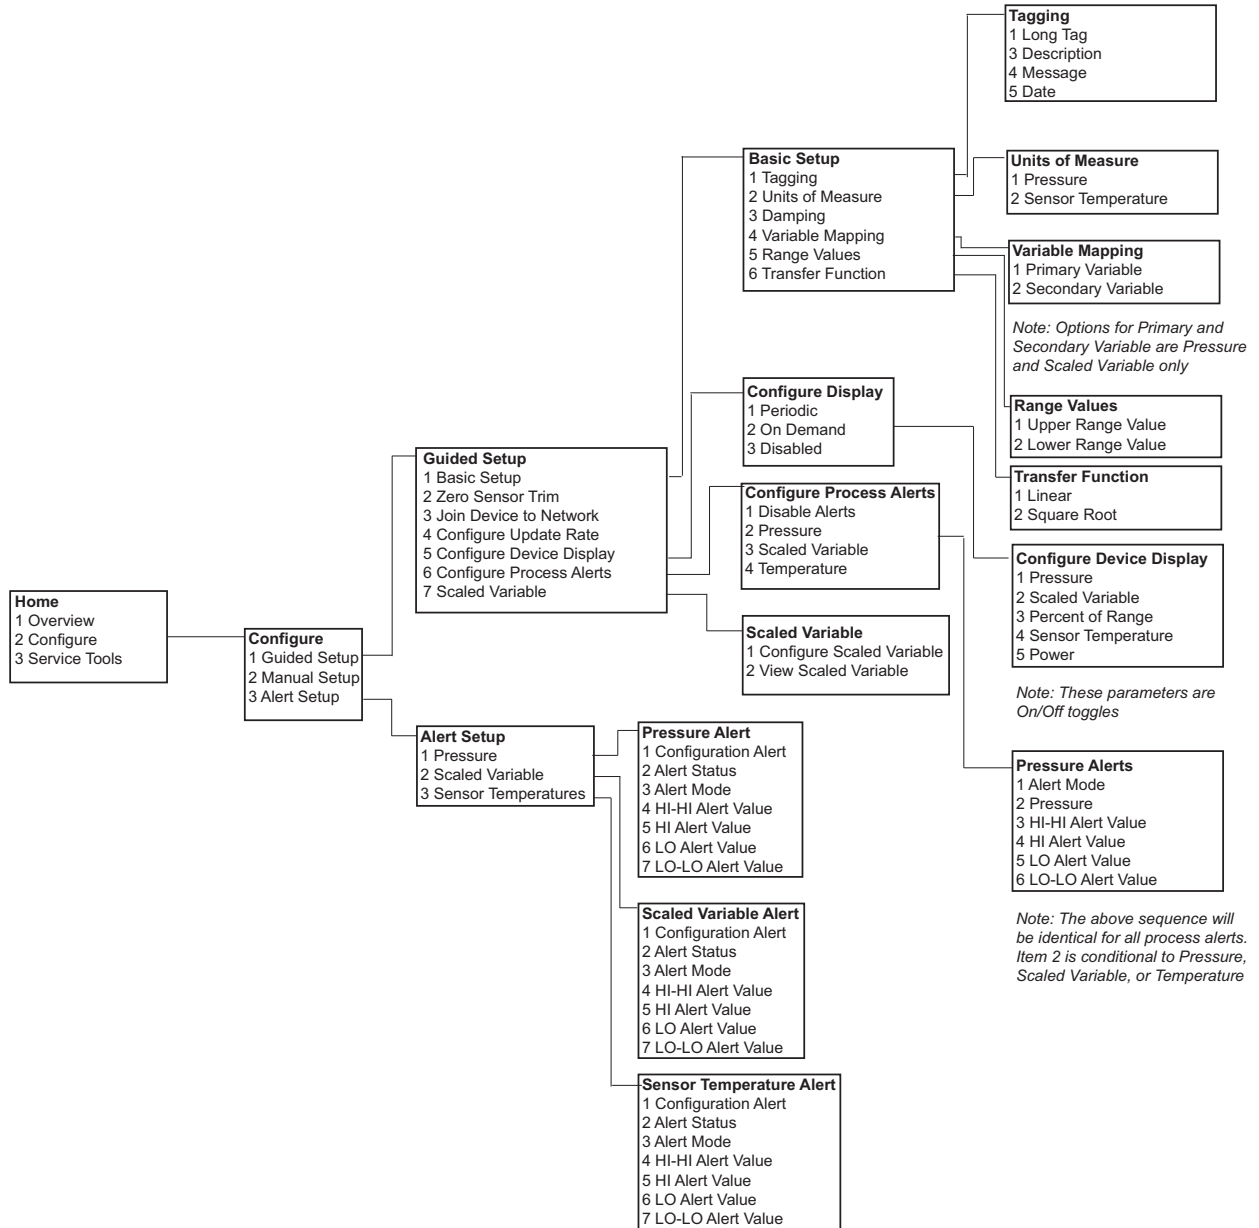 Home
1 Overview
2 Configure
3 Service Tools
Configure
1 Guided Setup
2 Manual Setup
3 Alert Setup
Guided Setup
1 Basic Setup
2 Zero Sensor Trim
3 Join Device to Network
4 Configure Update Rate
5 Configure Device Display
6 Configure Process Alerts
7 Scaled Variable
Alert Setup
1 Pressure
2 Scaled Variable
3 Sensor Temperatures
Basic Setup
1 Tagging
2 Units of Measure
3 Damping
4 Variable Mapping
5 Range Values
6 Transfer Function
Configure Display
1 Periodic
2 On Demand
3 Disabled
Configure Process Alerts
1 Disable Alerts
2 Pressure
3 Scaled Variable
4 Temperature
Scaled Variable
1 Configure Scaled Variable
2 View Scaled Variable
Pressure Alert
1 Configuration Alert
2 Alert Status
3 Alert Mode
4 HI-HI Alert Value
5 HI Alert Value
6 LO Alert Value
7 LO-LO Alert Value
Scaled Variable Alert
1 Configuration Alert
2 Alert Status
3 Alert Mode
4 HI-HI Alert Value
5 HI Alert Value
6 LO Alert Value
7 LO-LO Alert Value
Sensor Temperature Alert
1 Configuration Alert
2 Alert Status
3 Alert Mode
4 HI-HI Alert Value
5 HI Alert Value
6 LO Alert Value
7 LO-LO Alert Value
Tagging
1 Long Tag
3 Description
4 Message
5 Date
Units of Measure
1 Pressure
2 Sensor Temperature
Variable Mapping
1 Primary Variable
2 Secondary Variable
Note: Options for Primary and
Secondary Variable are Pressure
and Scaled Variable only
Range Values
1 Upper Range Value
2 Lower Range Value
Transfer Function
1 Linear
2 Square Root
Configure Device Display
1 Pressure
2 Scaled Variable
3 Percent of Range
4 Sensor Temperature
5 Power
Note: These parameters are
On/Off toggles
Pressure Alerts
1 Alert Mode
2 Pressure
3 HI-HI Alert Value
4 HI Alert Value
5 LO Alert Value
6 LO-LO Alert Value
Note: The above sequence will
be identical for all process alerts.
Item 2 is conditional to Pressure,
Scaled Variable, or Temperature